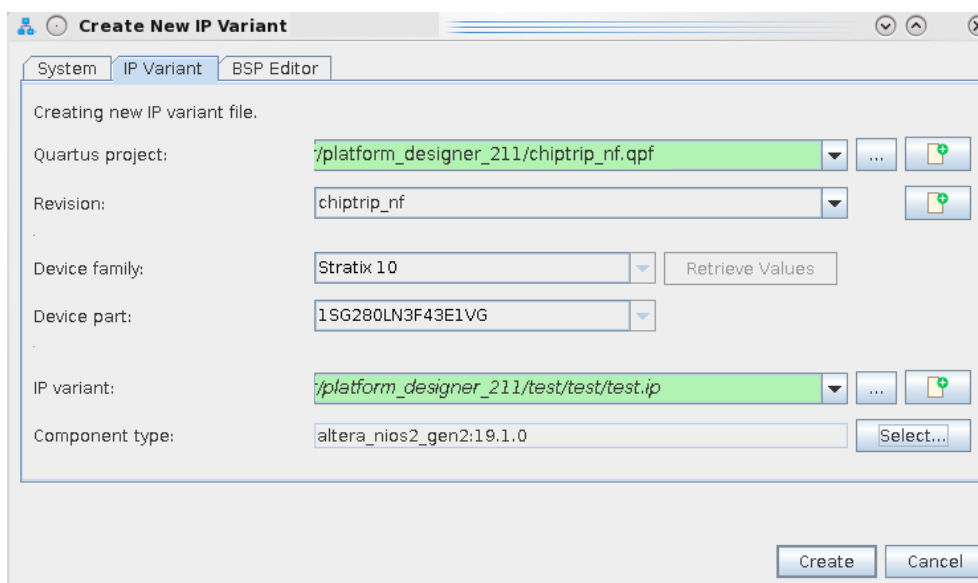 Create New IP Variant
System IP Variant BSP Editor
Creating new IP variant file.
Quartus project: r/platform_designer_211/chiptrip_nf.qpf ...
Revision: chiptrip_nf
Device family: Stratix 10 Retrieve Values
Device part: 1SG280LN3F43E1VG
IP variant: r/platform_designer_211/test/test/test.ip ...
Component type: altera_nios2_gen2:19.1.0 Select...
Create Cancel